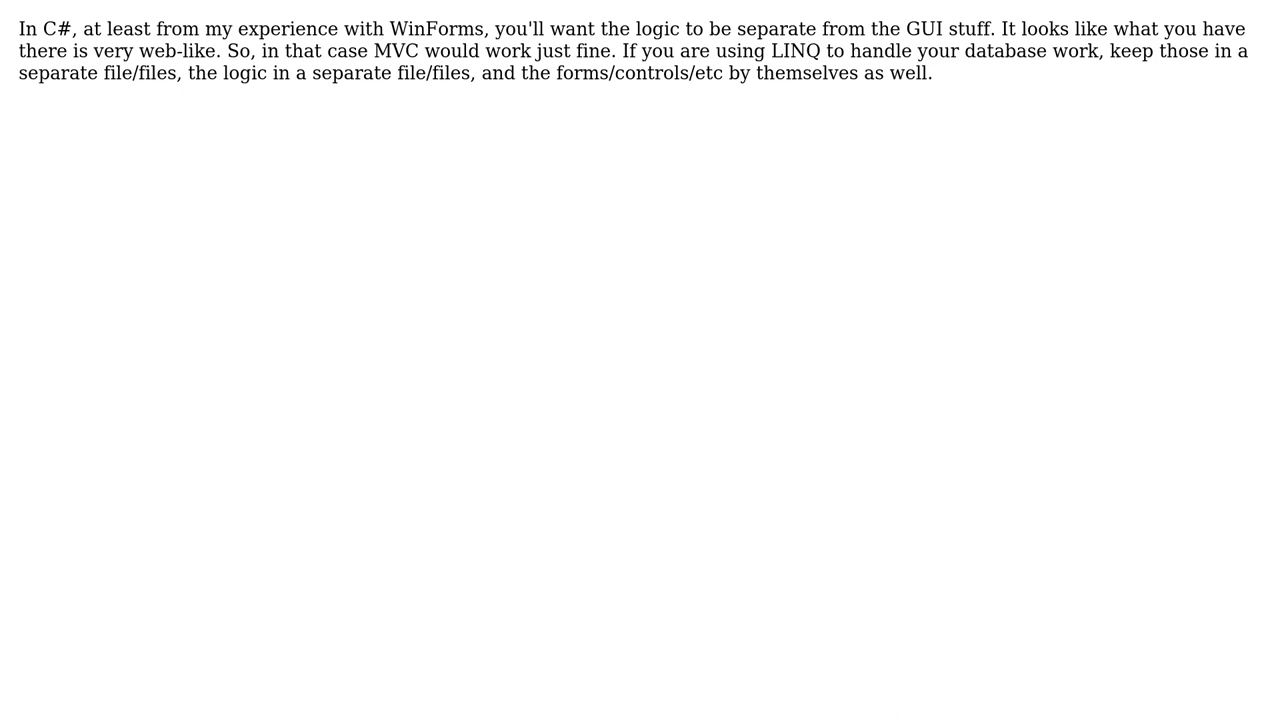 In C#, at least from my experience with WinForms, you'll want the logic to be separate from the GUI stuff. It looks like what you have
there is very web-like. So, in that case MVC would work just fine. If you are using LINQ to handle your database work, keep those in a
separate file/files, the logic in a separate file/files, and the forms/controls/etc by themselves as well.